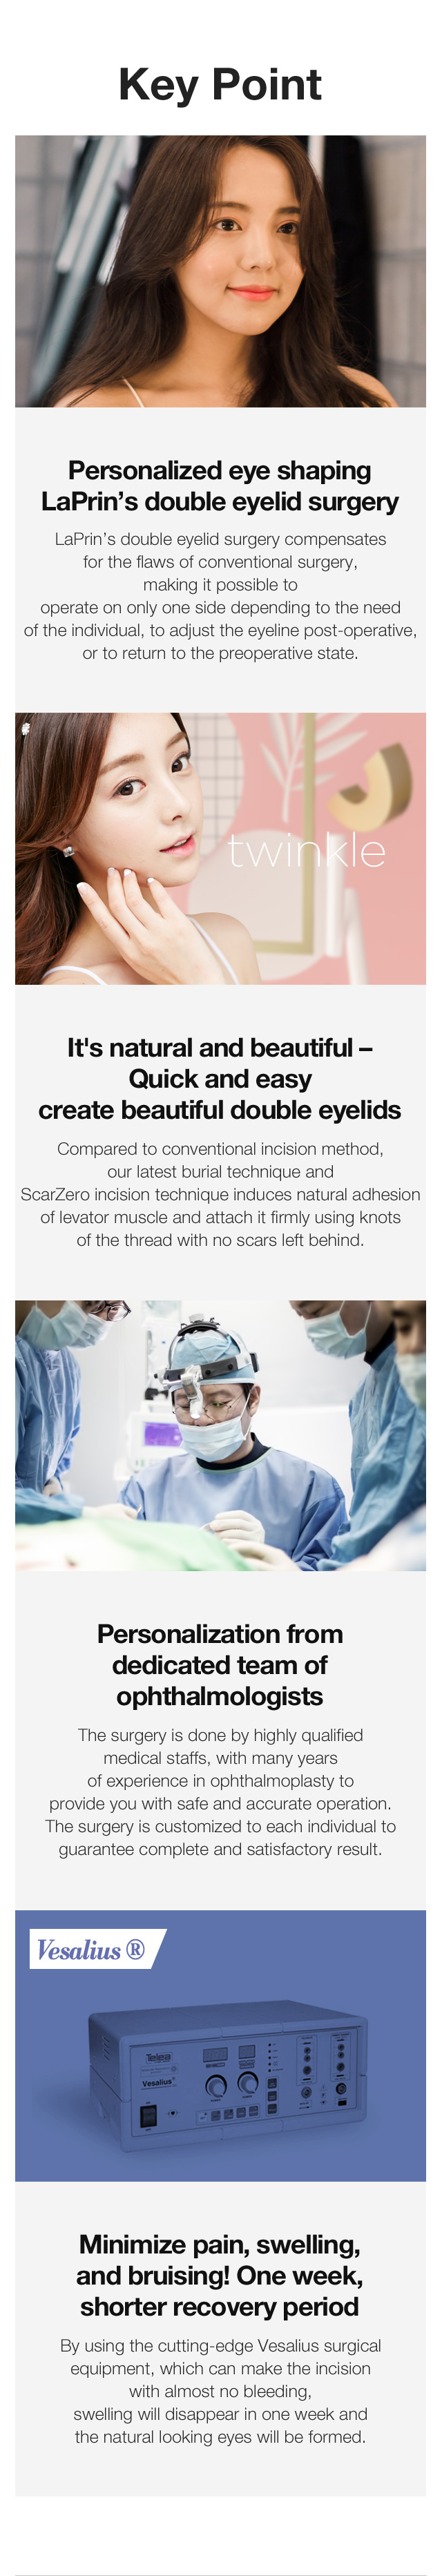 Key Point
Personalized eye shaping
LaPrin's double eyelid surgery
LaPrin's double eyelid surgery compensates
for the flaws of conventional surgery,
making it possible to
operate on only one side depending to the need
of the individual, to adjust the eyeline post-operative,
or to return to the preoperative state.
twinkle
It's natural and beautiful –
Quick and easy
create beautiful double eyelids
Compared to conventional incision method,
our latest burial technique and
ScarZero incision technique induces natural adhesion
of levator muscle and attach it firmly using knots
of the thread with no scars left behind.
Personalization from
dedicated team of
ophthalmologists
The surgery is done by highly qualified
medical staffs, with many years
of experience in ophthalmoplasty to
provide you with safe and accurate operation.
The surgery is customized to each individual to
guarantee complete and satisfactory result.
Vesalius ®
Telea
Vesalius®
Minimize pain, swelling,
and bruising! One week,
shorter recovery period
By using the cutting-edge Vesalius surgical
equipment, which can make the incision
with almost no bleeding,
swelling will disappear in one week and
the natural looking eyes will be formed.